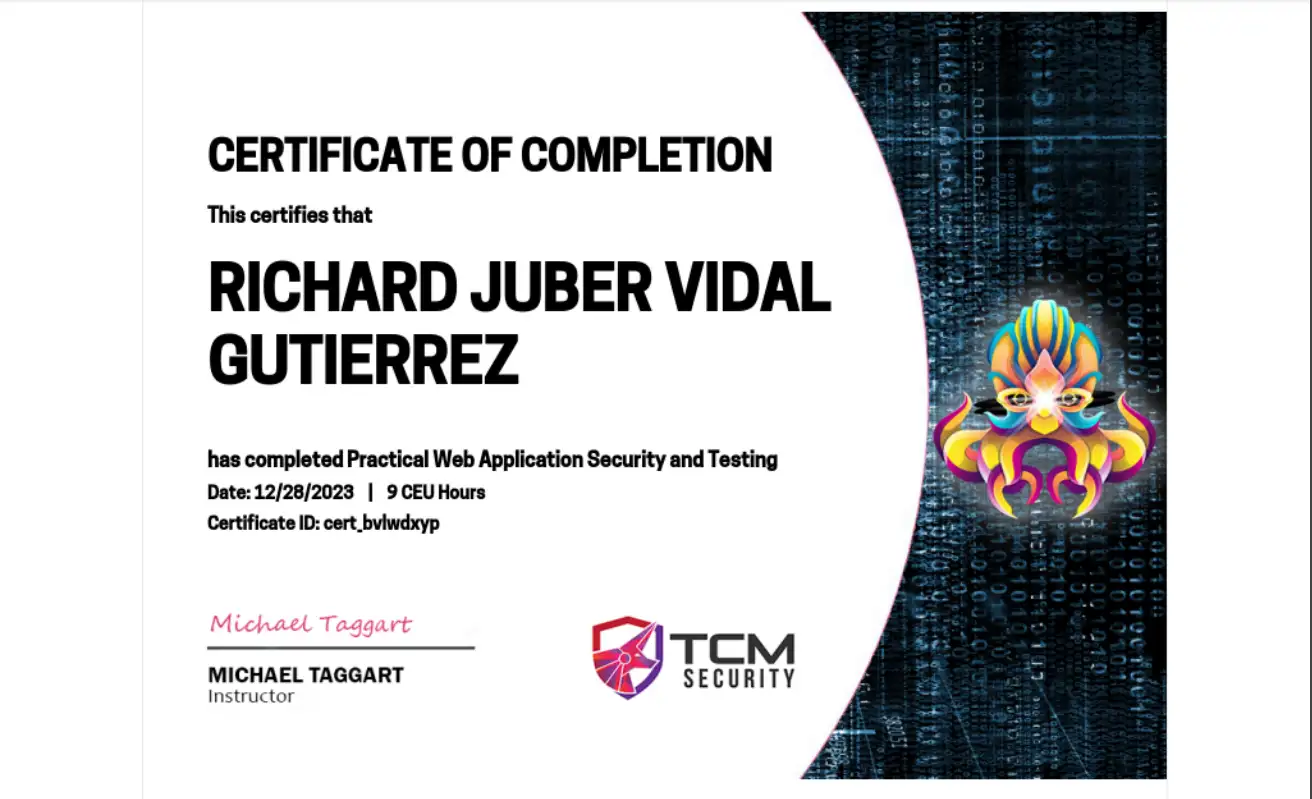 CERTIFICATE OF COMPLETION
This certifies that
RICHARD JUBER VIDAL
GUTIERREZ
has completed Practical Web Application Security and Testing
Date: 12/28/2023 | 9 CEU Hours
Certificate ID: cert_bvlwdxyp
Michael Taggart
MICHAEL TAGGART
Instructor
TCM
SECURITY